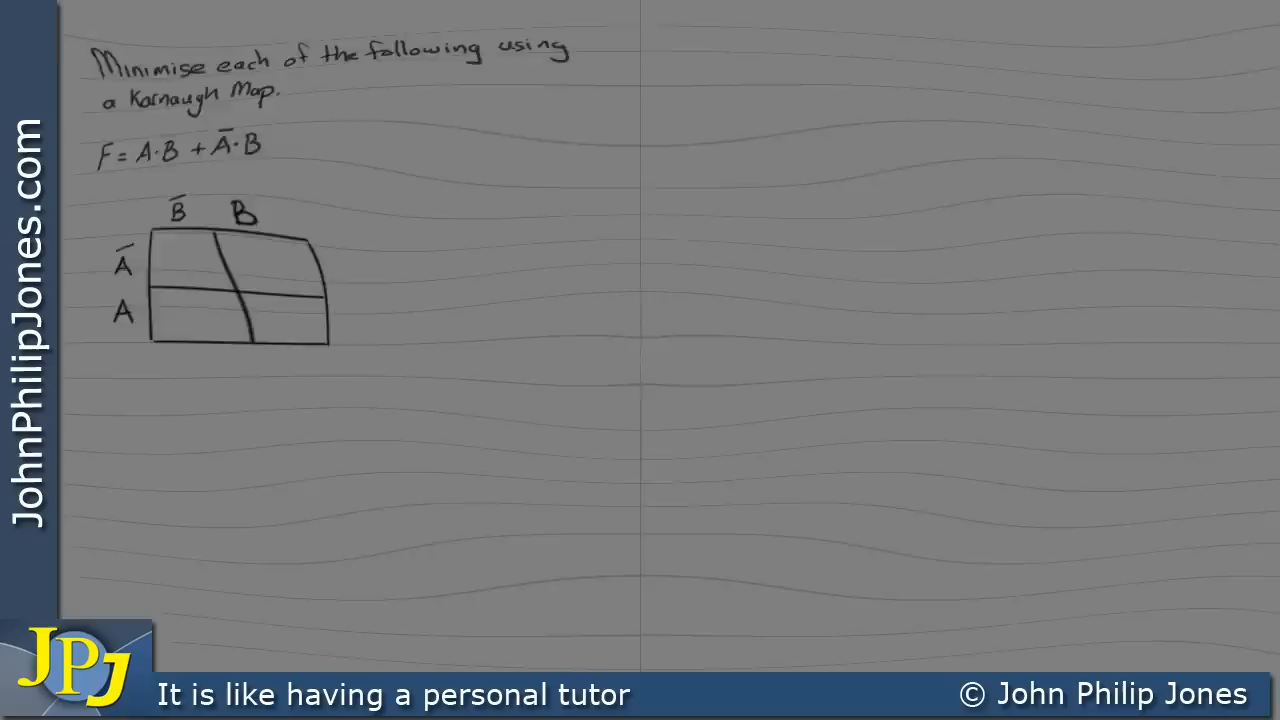 JohnPhilipJones.com
Minimise each of the following using
a Karnaugh Map.
F = A·B + A̅·B
B̅ B
A̅
A
JPJ
It is like having a personal tutor
© John Philip Jones